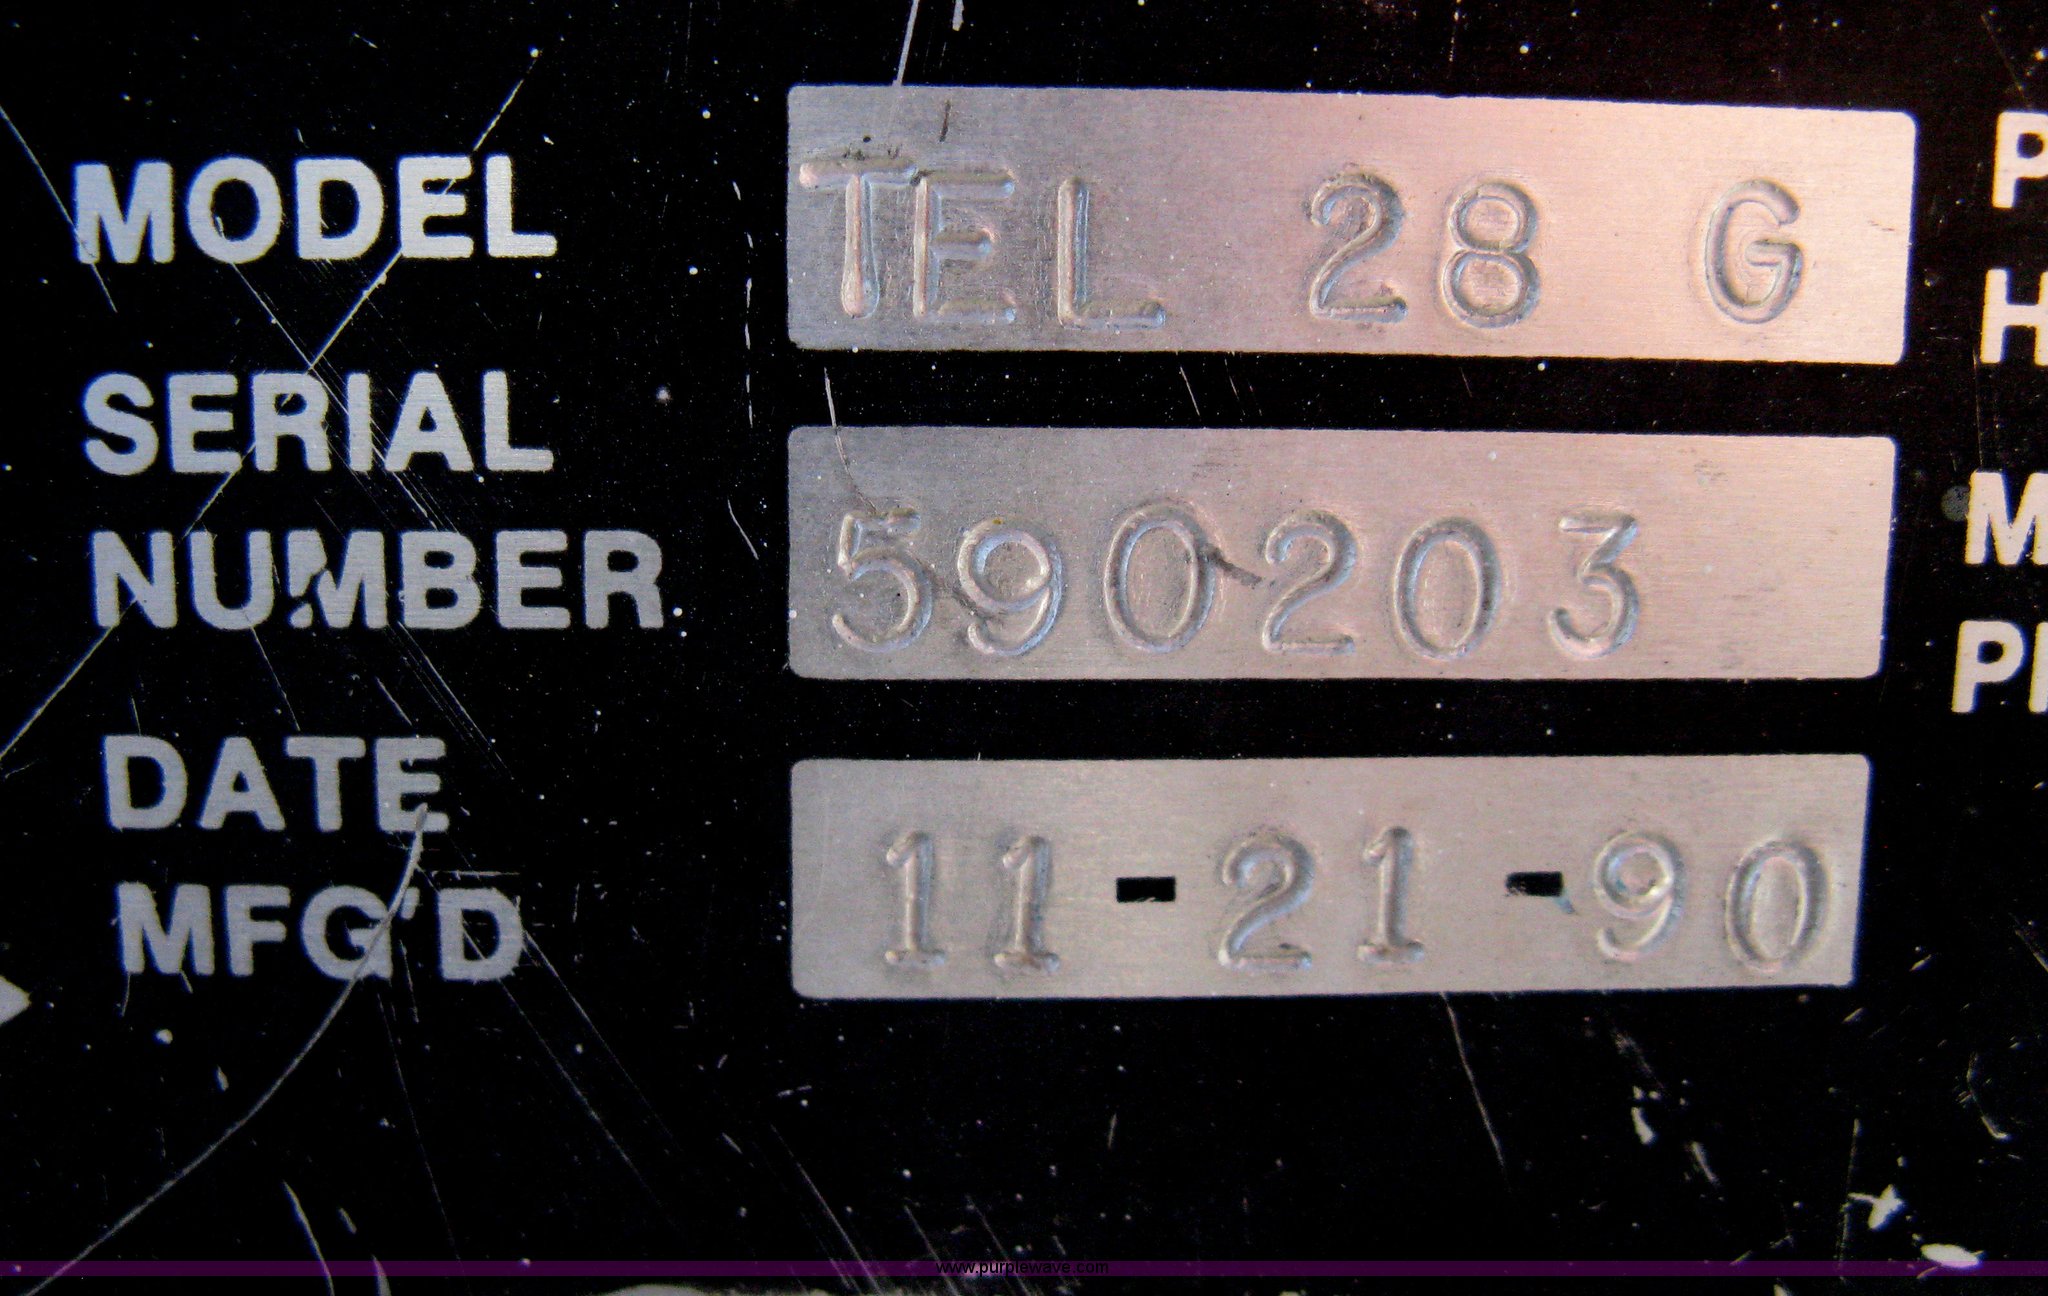 MODEL TEL 28 G
SERIAL
NUMBER 590203
DATE
MFG'D 11-21-90
www.purplewave.com